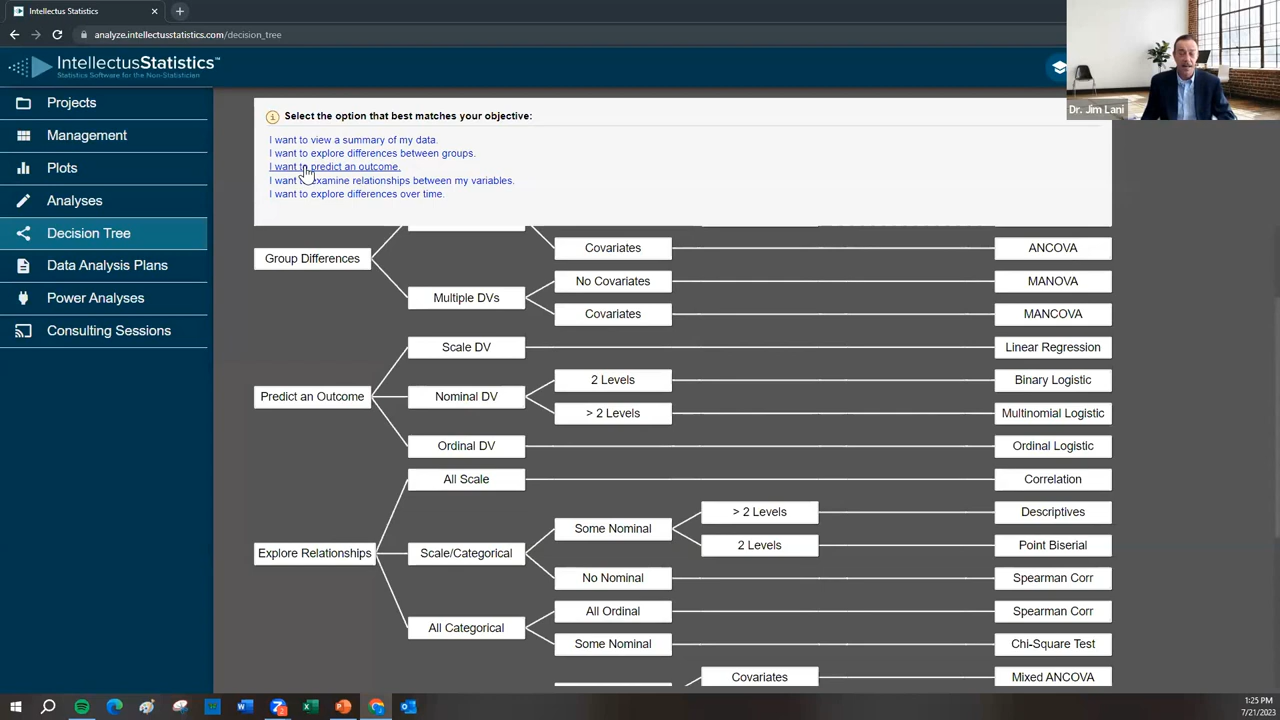 Intellectus Statistics
analyze.intellectusstatistics.com/decision_tree
IntellectusStatistics™
Statistics Software for the Non-Statistician
Dr. Jim Lani
Projects
Management
Plots
Analyses
Decision Tree
Data Analysis Plans
Power Analyses
Consulting Sessions
Select the option that best matches your objective:
I want to view a summary of my data.
I want to explore differences between groups.
I want to predict an outcome.
I want examine relationships between my variables.
I want to explore differences over time.
Covariates ANCOVA
Group Differences
No Covariates MANOVA
Multiple DVs
Covariates MANCOVA
Scale DV Linear Regression
2 Levels Binary Logistic
Predict an Outcome Nominal DV
> 2 Levels Multinomial Logistic
Ordinal DV Ordinal Logistic
All Scale Correlation
> 2 Levels Descriptives
Some Nominal
2 Levels Point Biserial
Explore Relationships Scale/Categorical
No Nominal Spearman Corr
All Ordinal Spearman Corr
All Categorical
Some Nominal Chi-Square Test
Covariates Mixed ANCOVA
1:25 PM
7/21/2023